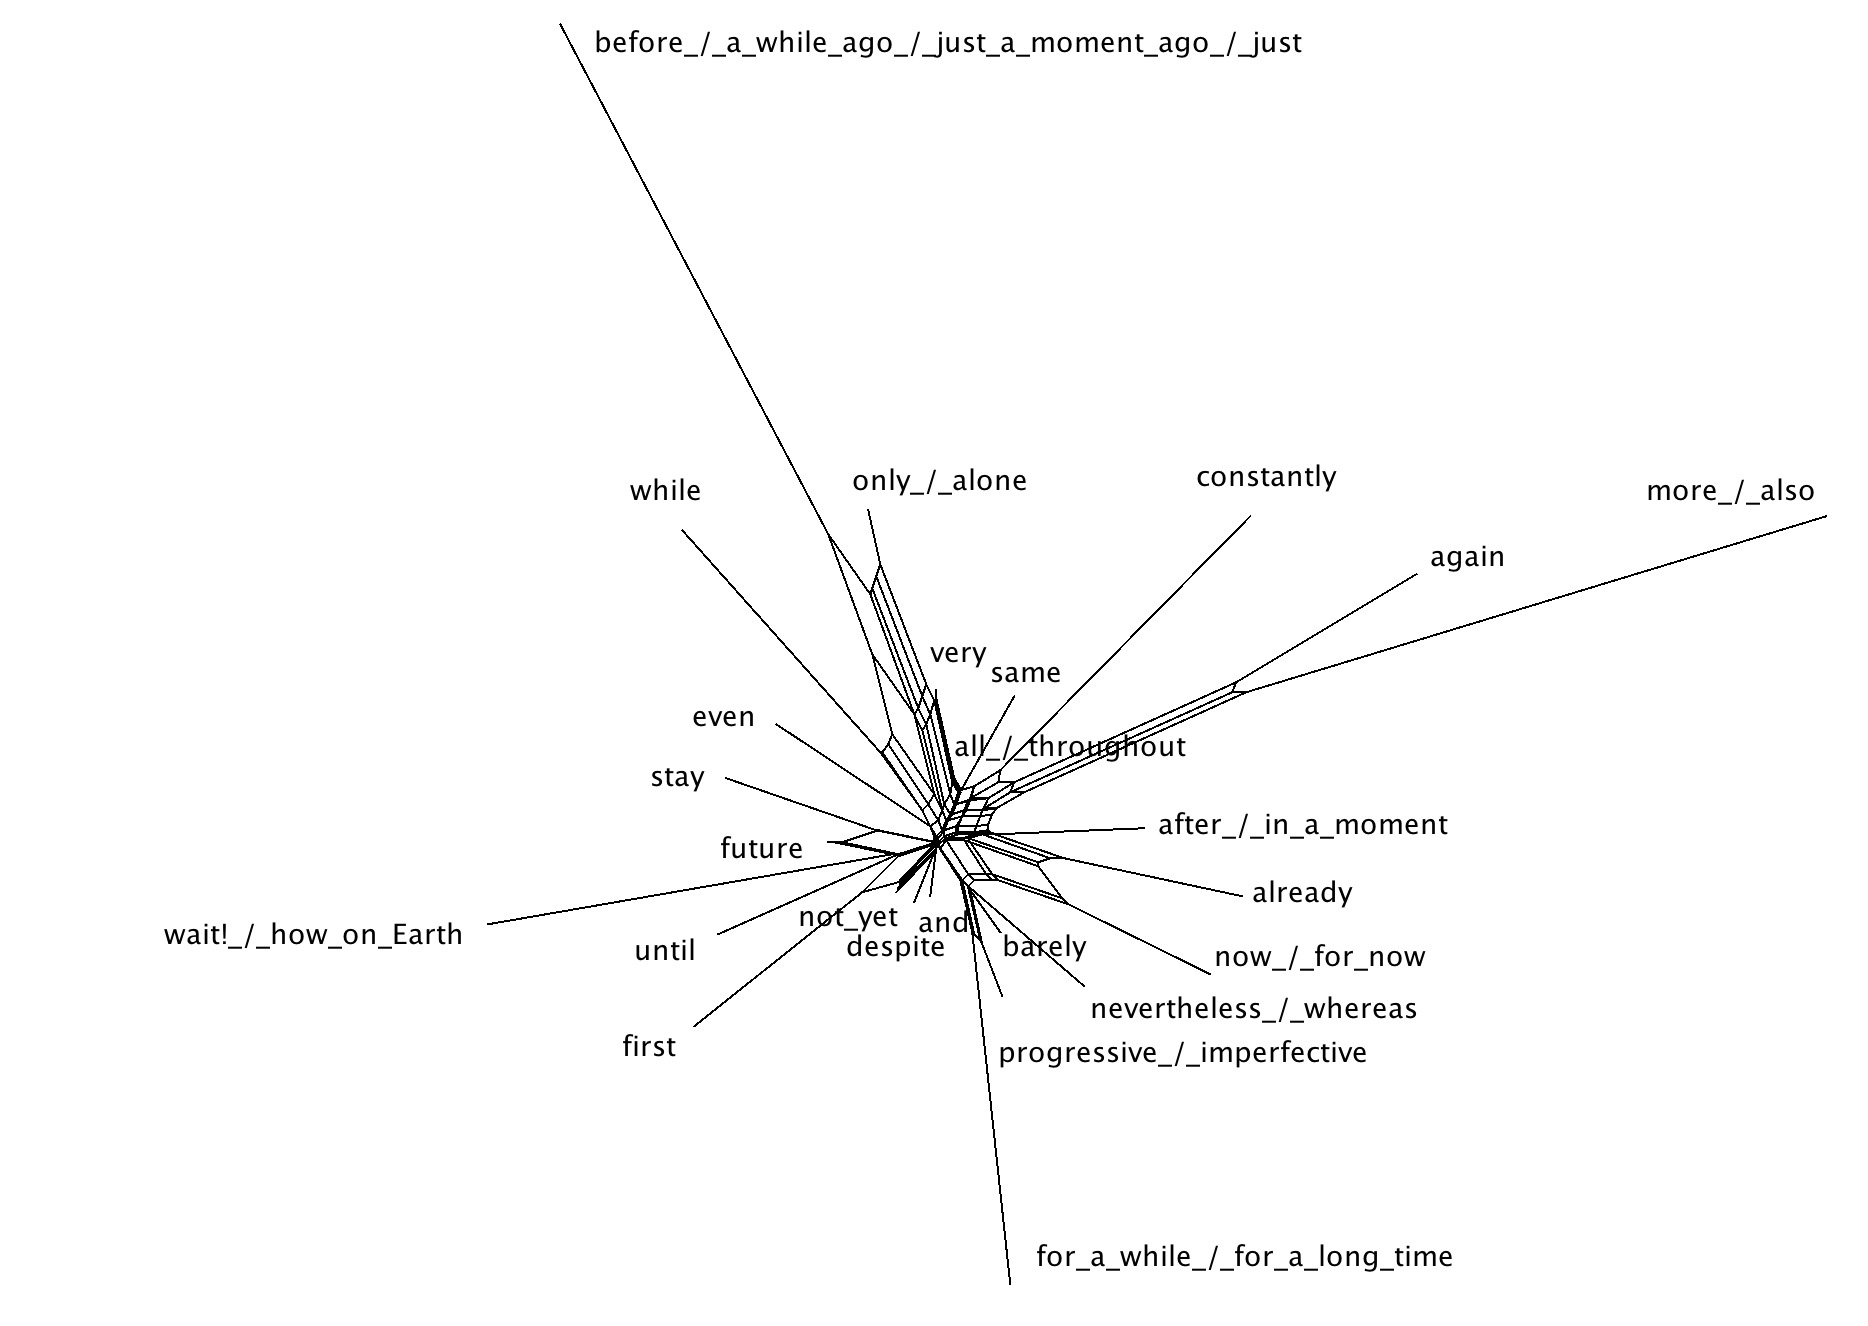 before_/_a_while_ago_/_just_a_moment_ago_/_just
only_/_alone
constantly
while
more_/_also
again
very
same
even
all_/_throughout
stay
after_/_in_a_moment
future
already
not_yet
and
wait!_/_how_on_Earth
until
despite
barely
now_/_for_now
nevertheless_/_whereas
first
progressive_/_imperfective
for_a_while_/_for_a_long_time